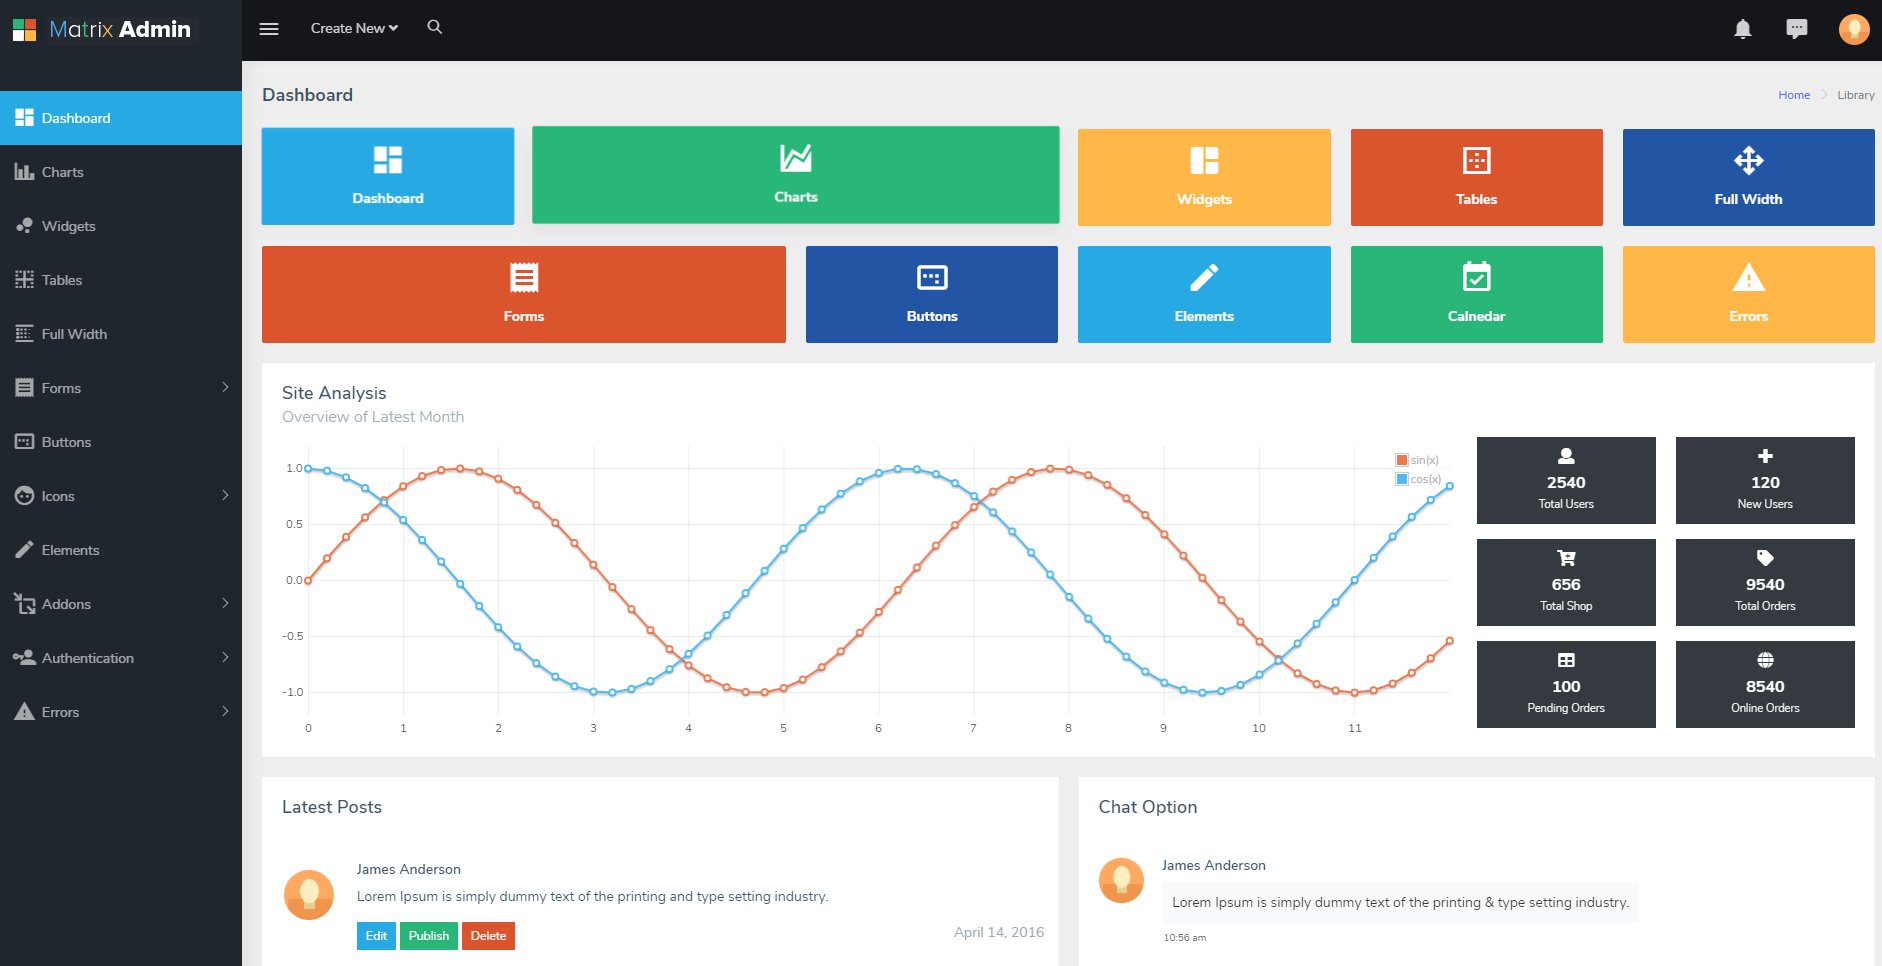 Matrix Admin
Create New
Dashboard
Charts
Widgets
Tables
Full Width
Forms
Buttons
Icons
Elements
Addons
Authentication
Errors
Dashboard
Home
Library
Dashboard
Charts
Widgets
Tables
Full Width
Forms
Buttons
Elements
Calnedar
Errors
Site Analysis
Overview of Latest Month
1.0
0.5
0.0
-0.5
-1.0
0 1 2 3 4 5 6 7 8 9 10 11
sin(x)
cos(x)
2540
Total Users
120
New Users
656
Total Shop
9540
Total Orders
100
Pending Orders
8540
Online Orders
Latest Posts
James Anderson
Lorem Ipsum is simply dummy text of the printing and type setting industry.
Edit Publish Delete
April 14, 2016
Chat Option
James Anderson
Lorem Ipsum is simply dummy text of the printing & type setting industry.
10:56 am